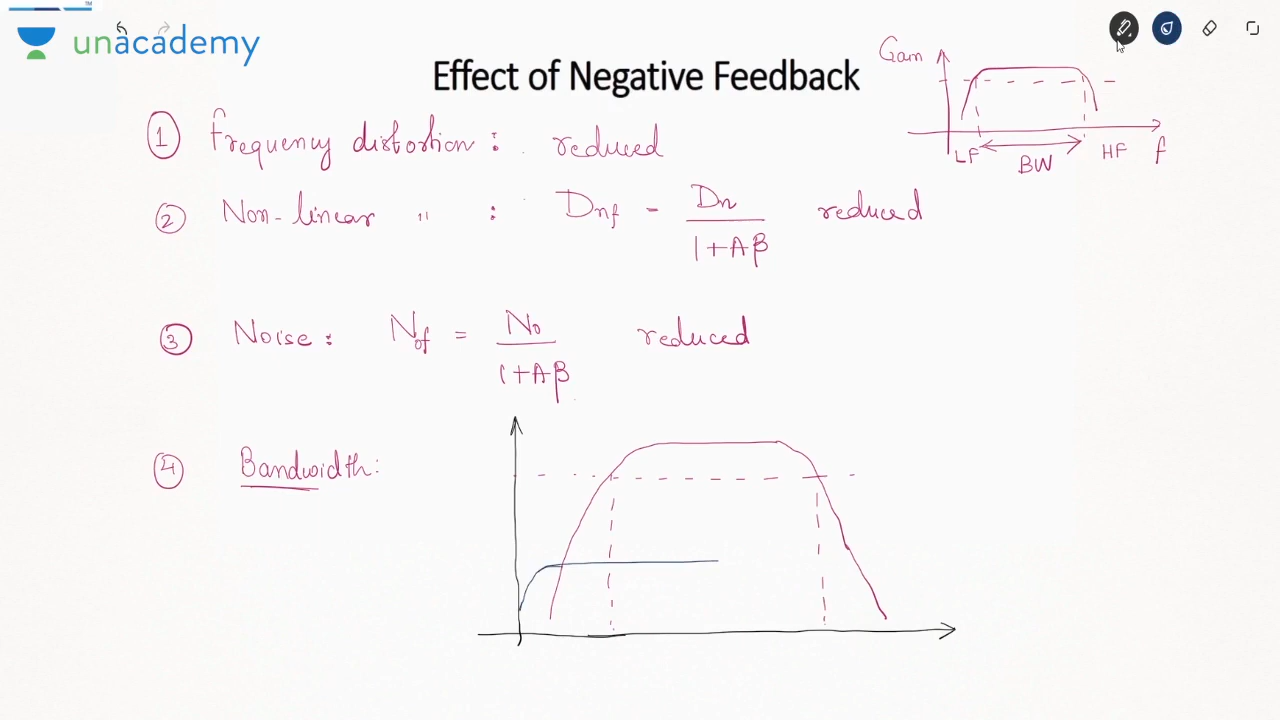 TM
unacademy
Effect of Negative Feedback
Gain
LF BW HF f
1 Frequency distortion : reduced
2 Non-linear " : Dnf - Dn / 1+Aβ reduced
3 Noise : Nof = No / 1+Aβ reduced
4 Bandwidth :